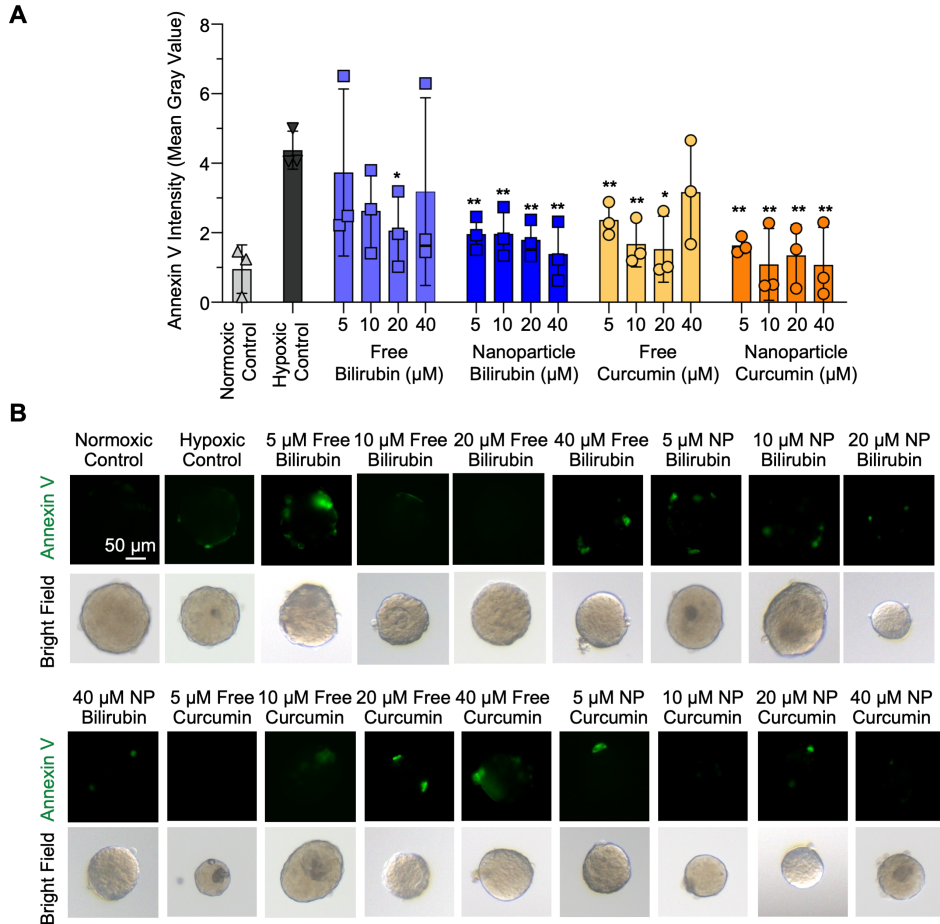 A
Annexin V Intensity (Mean Gray Value)
8
6
4
2
0
* ** ** ** ** ** ** * ** ** ** **
Normoxic
Control
Hypoxic
Control
5 10 20 40
Free
Bilirubin (μM)
5 10 20 40
Nanoparticle
Bilirubin (μM)
5 10 20 40
Free
Curcumin (μM)
5 10 20 40
Nanoparticle
Curcumin (μM)
B
Normoxic Hypoxic 5 μM Free 10 μM Free 20 μM Free 40 μM Free 5 μM NP 10 μM NP 20 μM NP
Control Control Bilirubin Bilirubin Bilirubin Bilirubin Bilirubin Bilirubin Bilirubin
Annexin V
50 μm
Bright Field
40 μM NP 5 μM Free 10 μM Free 20 μM Free 40 μM Free 5 μM NP 10 μM NP 20 μM NP 40 μM NP
Bilirubin Curcumin Curcumin Curcumin Curcumin Curcumin Curcumin Curcumin Curcumin
Annexin V
Bright Field